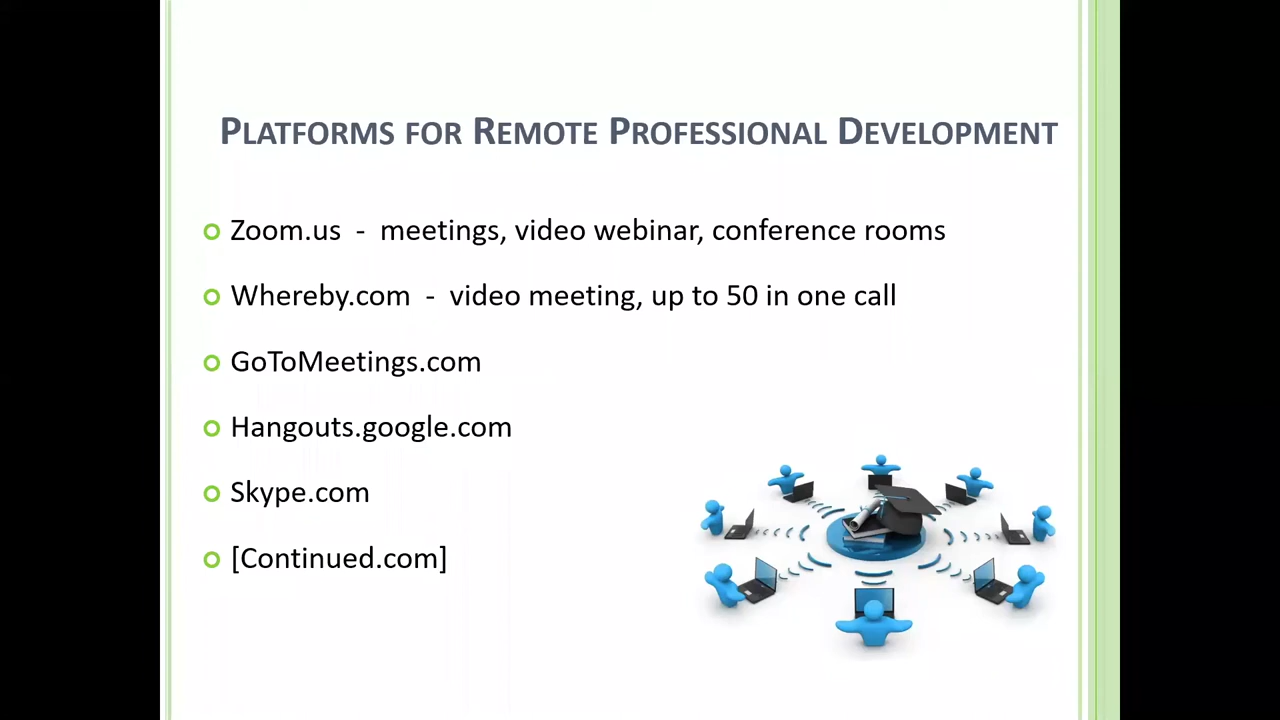 Platforms for Remote Professional Development
Zoom.us - meetings, video webinar, conference rooms
Whereby.com - video meeting, up to 50 in one call
GoToMeetings.com
Hangouts.google.com
Skype.com
[Continued.com]